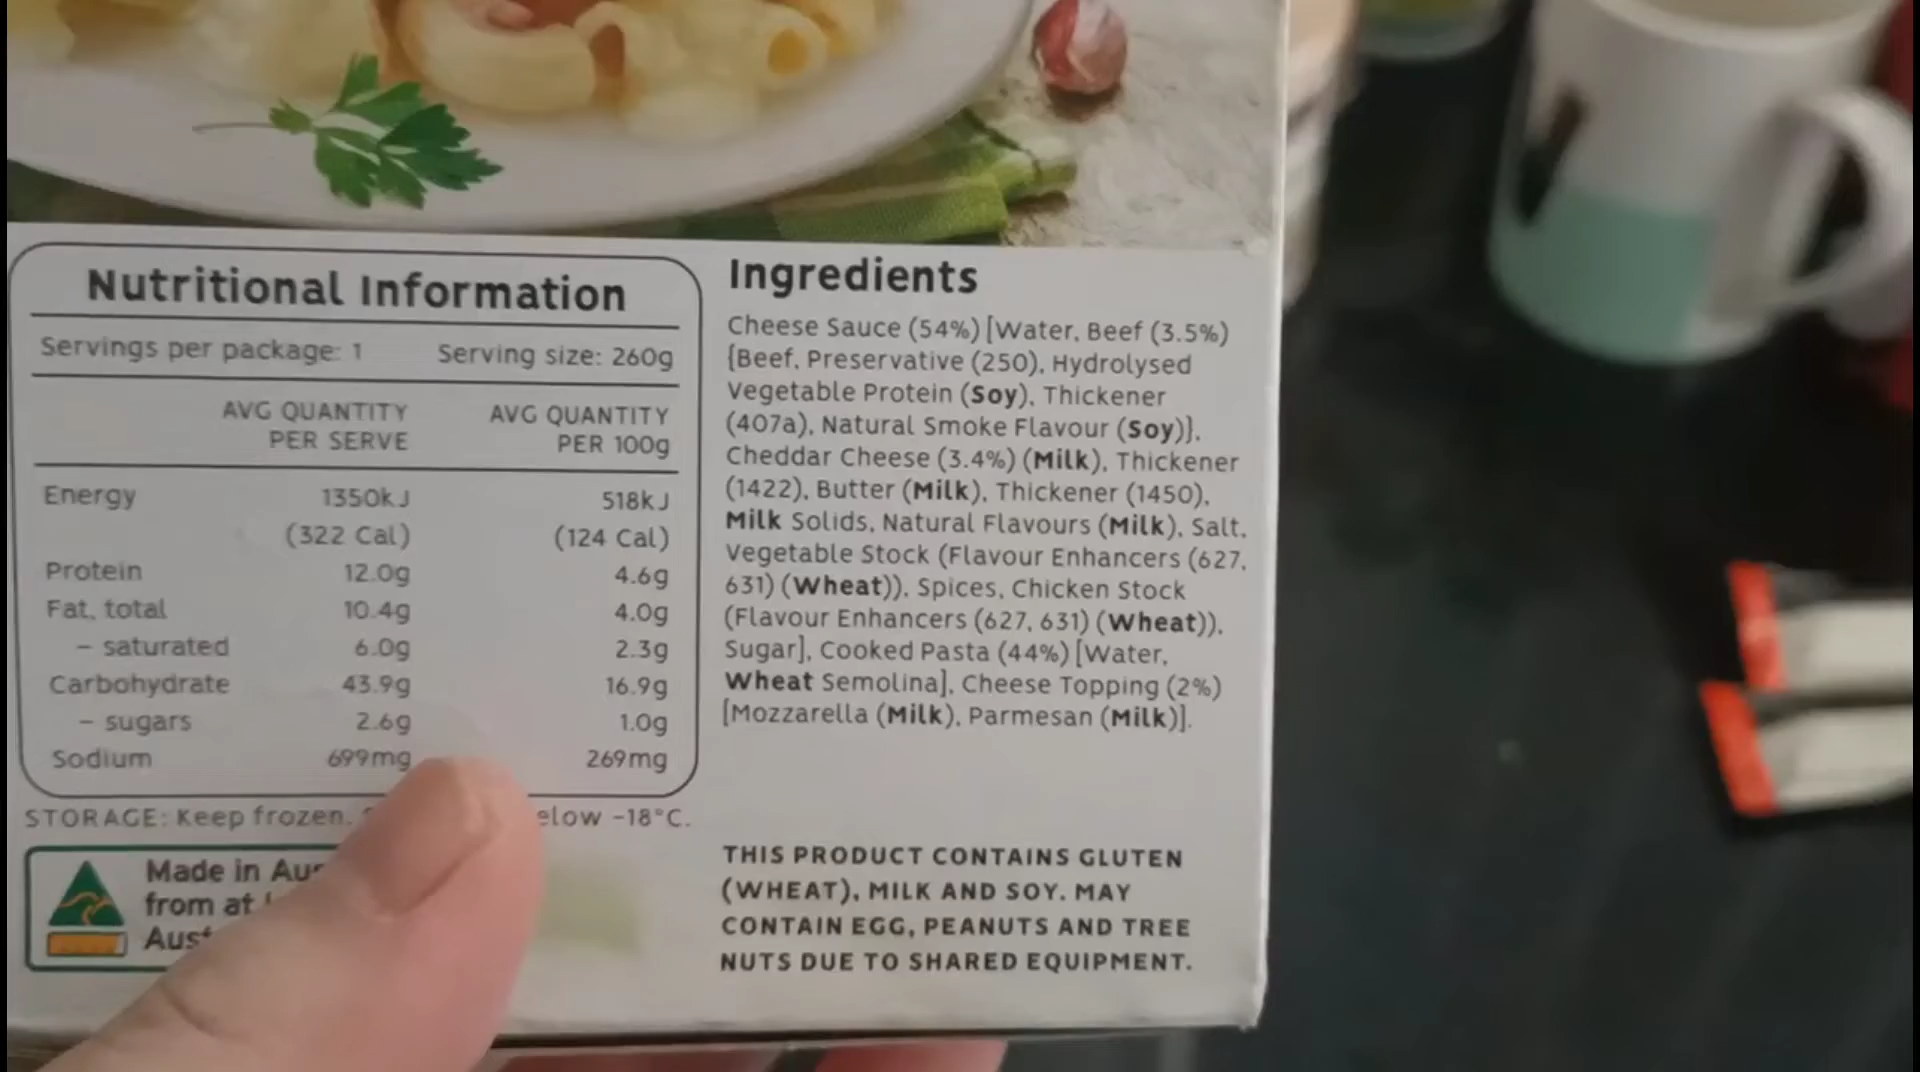 Nutritional Information
Servings per package: 1 Serving size: 260g
AVG QUANTITY AVG QUANTITY
PER SERVE PER 100g
Energy 1350kJ 518kJ
(322 Cal) (124 Cal)
Protein 12.0g 4.6g
Fat, total 10.4g 4.0g
– saturated 6.0g 2.3g
Carbohydrate 43.9g 16.9g
– sugars 2.6g 1.0g
Sodium 699mg 269mg
STORAGE: Keep frozen. -18°C.
Made in
from at
Ingredients
Cheese Sauce (54%) [Water, Beef (3.5%)
{Beef, Preservative (250), Hydrolysed
Vegetable Protein (Soy), Thickener
(407a), Natural Smoke Flavour (Soy)},
Cheddar Cheese (3.4%) (Milk), Thickener
(1422), Butter (Milk), Thickener (1450),
Milk Solids, Natural Flavours (Milk), Salt,
Vegetable Stock (Flavour Enhancers (627,
631) (Wheat)), Spices, Chicken Stock
(Flavour Enhancers (627, 631) (Wheat)),
Sugar], Cooked Pasta (44%) [Water,
Wheat Semolina], Cheese Topping (2%)
[Mozzarella (Milk), Parmesan (Milk)].
THIS PRODUCT CONTAINS GLUTEN
(WHEAT), MILK AND SOY. MAY
CONTAIN EGG, PEANUTS AND TREE
NUTS DUE TO SHARED EQUIPMENT.